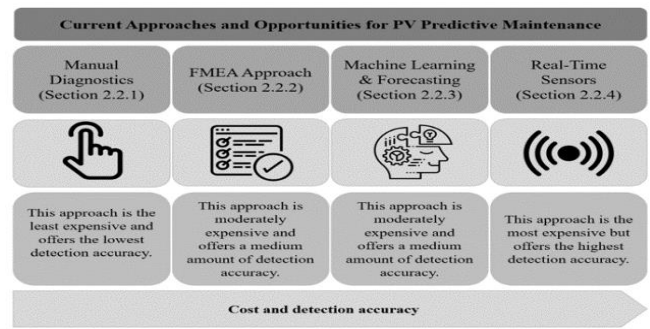 Current Approaches and Opportunities for PV Predictive Maintenance
Manual
Diagnostics
(Section 2.2.1)
FMEA Approach
(Section 2.2.2)
Machine Learning
& Forecasting
(Section 2.2.3)
Real-Time
Sensors
(Section 2.2.4)
This approach is the
least expensive and
offers the lowest
detection accuracy.
This approach is
moderately
expensive and
offers a medium
amount of detection
accuracy.
This approach is
moderately
expensive and
offers a medium
amount of detection
accuracy.
This approach is the
most expensive but
offers the highest
detection accuracy.
Cost and detection accuracy